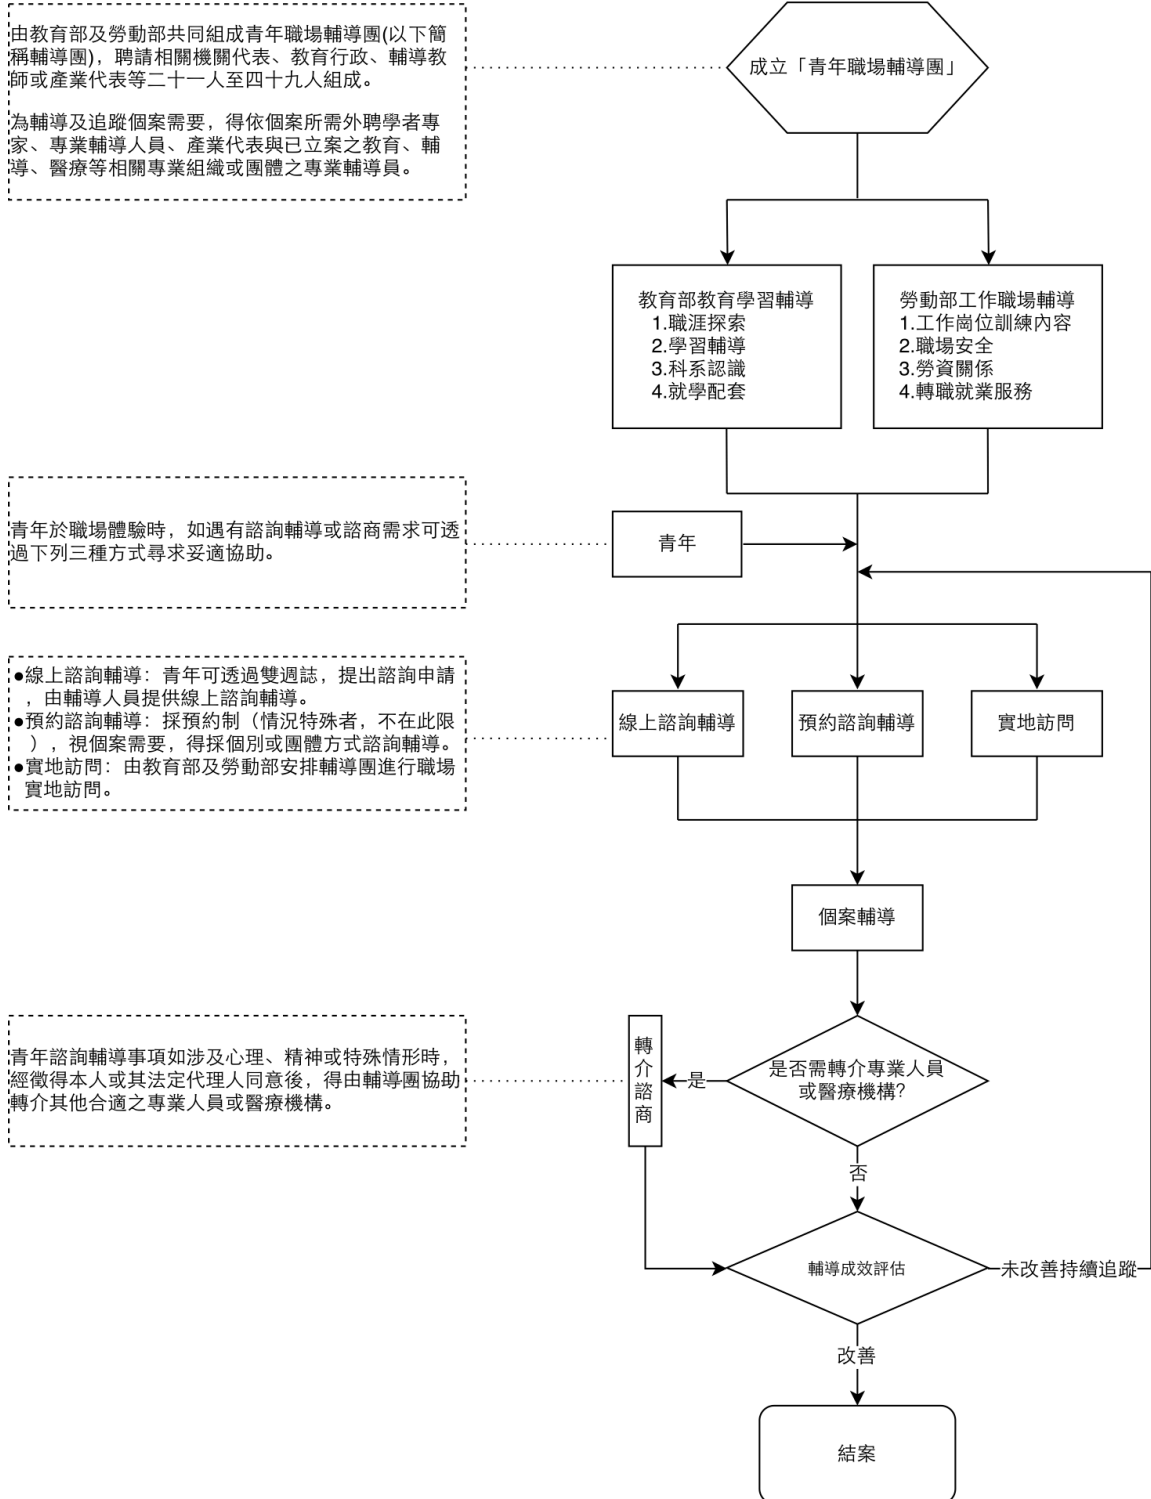 由教育部及勞動部共同組成青年職場輔導團(以下簡
稱輔導團)，聘請相關機關代表、教育行政、輔導教
師或產業代表等二十一人至四十九人組成。
為輔導及追蹤個案需要，得依個案所需外聘學者專
家、專業輔導人員、產業代表與已立案之教育、輔
導、醫療等相關專業組織或團體之專業輔導員。
成立「青年職場輔導團」
教育部教育學習輔導
1.職涯探索
2.學習輔導
3.科系認識
4.就學配套
勞動部工作職場輔導
1.工作崗位訓練內容
2.職場安全
3.勞資關係
4.轉職就業服務
青年於職場體驗時，如遇有諮詢輔導或諮商需求可透
過下列三種方式尋求妥適協助。
青年
●線上諮詢輔導：青年可透過雙週誌，提出諮詢申請
，由輔導人員提供線上諮詢輔導。
●預約諮詢輔導：採預約制（情況特殊者，不在此限
），視個案需要，得採個別或團體方式諮詢輔導。
●實地訪問：由教育部及勞動部安排輔導團進行職場
實地訪問。
線上諮詢輔導
預約諮詢輔導
實地訪問
個案輔導
青年諮詢輔導事項如涉及心理、精神或特殊情形時，
經徵得本人或其法定代理人同意後，得由輔導團協助
轉介其他合適之專業人員或醫療機構。
轉
介
諮
商
是
是否需轉介專業人員
或醫療機構?
否
輔導成效評估
未改善持續追蹤
改善
結案